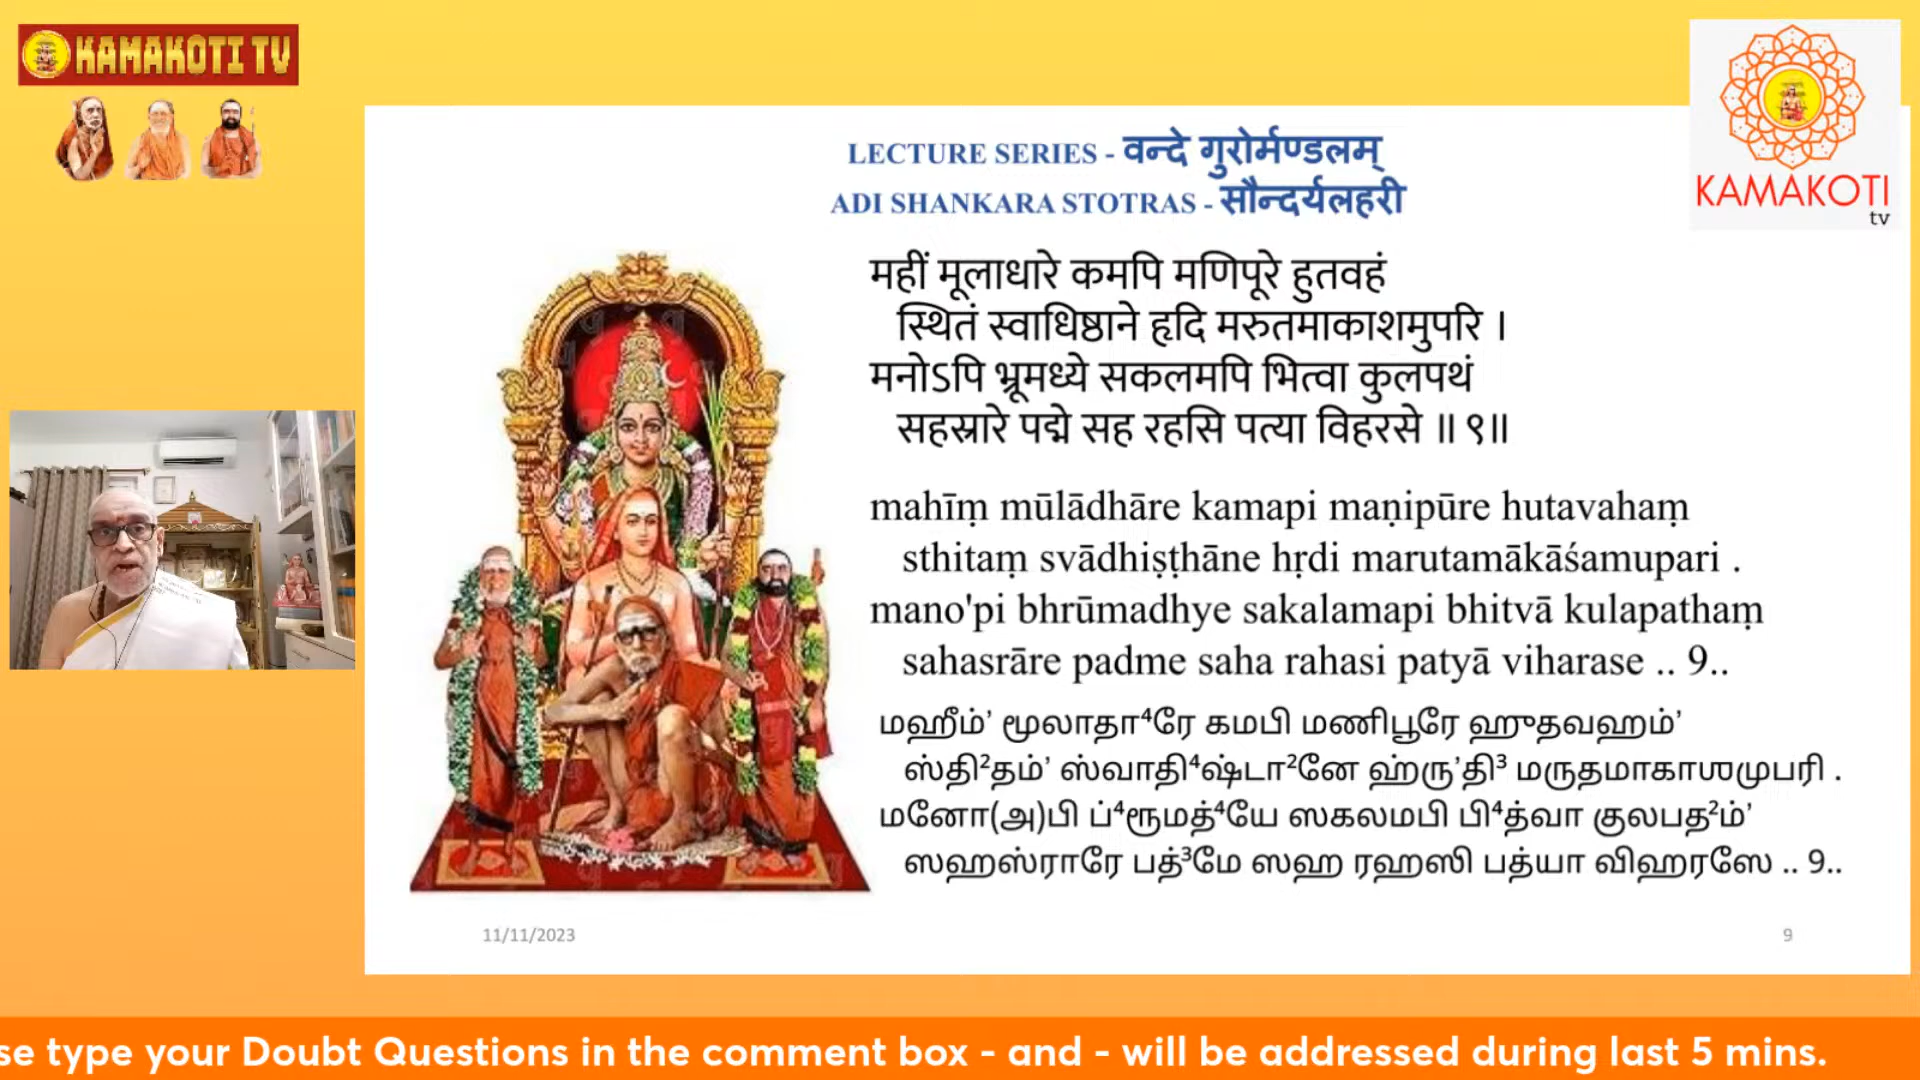 KAMAKOTI TV
KAMAKOTI
tv
LECTURE SERIES - वन्दे गुरोर्मण्डलम्
ADI SHANKARA STOTRAS - सौन्दर्यलहरी
महीं मूलाधारे कमपि मणिपूरे हुतवहं
स्थितं स्वाधिष्ठाने हृदि मरुतमाकाशमुपरि ।
मनोऽपि भ्रूमध्ये सकलमपि भित्वा कुलपथं
सहस्रारे पद्मे सह रहसि पत्या विहरसे ॥ ९॥
mahīṃ mūlādhāre kamapi maṇipūre hutavahaṃ
sthitaṃ svādhiṣṭhāne hṛdi marutamākāśamupari .
mano'pi bhrūmadhye sakalamapi bhitvā kulapathaṃ
sahasrāre padme saha rahasi patyā viharase .. 9..
மஹீம்ʼ மூலாதா⁴ரே கமபி மணிபூரே ஹுதவஹம்ʼ
ஸ்தி²தம்ʼ ஸ்வாதி⁴ஷ்டா²னே ஹ்ருʼதி³ மருதமாகாஶமுபரி .
மனோ(அ)பி ப்⁴ரூமத்⁴யே ஸகலமபி பி⁴த்வா குலபத²ம்ʼ
ஸஹஸ்ராரே பத்³மே ஸஹ ரஹஸி பத்யா விஹரஸே .. 9..
11/11/2023
9
se type your Doubt Questions in the comment box - and - will be addressed during last 5 mins.